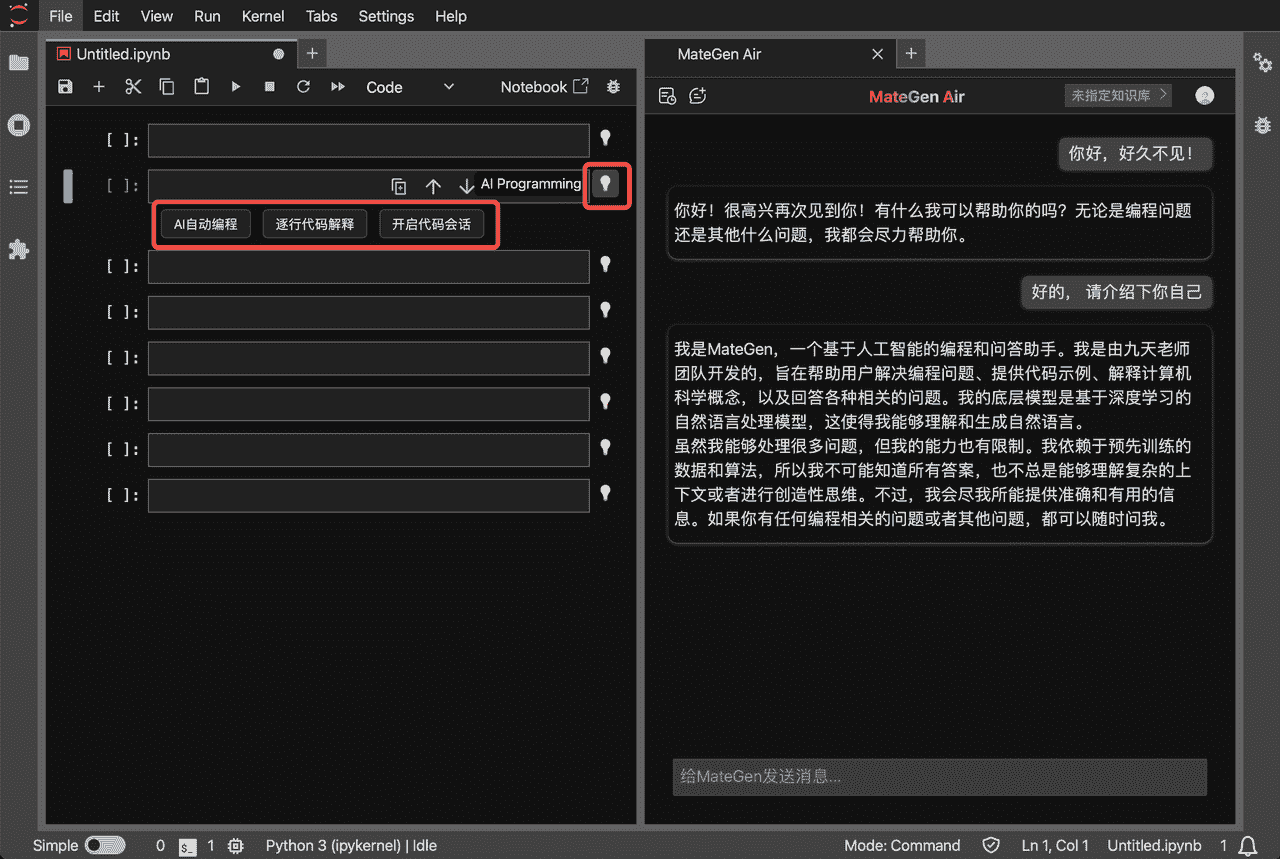 File Edit View Run Kernel Tabs Settings Help
Untitled.ipynb
Code
Notebook
[ ]:
[ ]:
AI Programming
AI自动编程 逐行代码解释 开启代码会话
[ ]:
[ ]:
[ ]:
[ ]:
[ ]:
[ ]:
MateGen Air
MateGen Air
未指定知识库
你好，好久不见！
你好！很高兴再次见到你！有什么我可以帮助你的吗？无论是编程问题
还是其他什么问题，我都会尽力帮助你。
好的， 请介绍下你自己
我是MateGen，一个基于人工智能的编程和问答助手。我是由九天老师
团队开发的，旨在帮助用户解决编程问题、提供代码示例、解释计算机
科学概念，以及回答各种相关的问题。我的底层模型是基于深度学习的
自然语言处理模型，这使得我能够理解和生成自然语言。
虽然我能够处理很多问题，但我的能力也有限制。我依赖于预先训练的
数据和算法，所以我不可能知道所有答案，也不总是能够理解复杂的上
下文或者进行创造性思维。不过，我会尽我所能提供准确和有用的信
息。如果你有任何编程相关的问题或者其他问题，都可以随时问我。
给MateGen发送消息...
Simple 0 $_ 1 Python 3 (ipykernel) | Idle Mode: Command Ln 1, Col 1 Untitled.ipynb 1